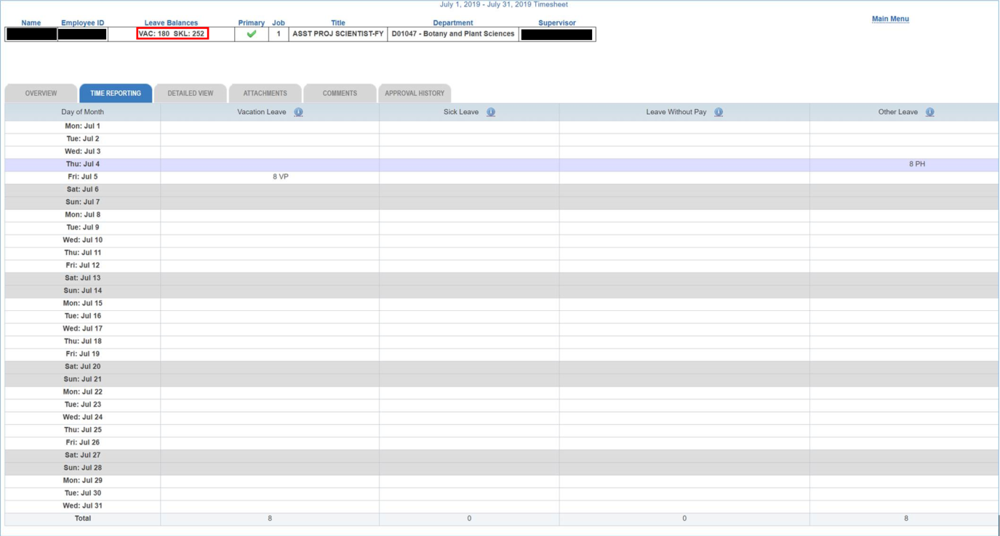 July 1, 2019 - July 31, 2019 Timesheet
Main Menu
Name Employee ID Leave Balances Primary Job Title Department Supervisor
VAC: 180 SKL: 252 1 ASST PROJ SCIENTIST-FY D01047 - Botany and Plant Sciences
OVERVIEW TIME REPORTING DETAILED VIEW ATTACHMENTS COMMENTS APPROVAL HISTORY
Day of Month Vacation Leave Sick Leave Leave Without Pay Other Leave
Mon: Jul 1
Tue: Jul 2
Wed: Jul 3
Thu: Jul 4 8 PH
Fri: Jul 5 8 VP
Sat: Jul 6
Sun: Jul 7
Mon: Jul 8
Tue: Jul 9
Wed: Jul 10
Thu: Jul 11
Fri: Jul 12
Sat: Jul 13
Sun: Jul 14
Mon: Jul 15
Tue: Jul 16
Wed: Jul 17
Thu: Jul 18
Fri: Jul 19
Sat: Jul 20
Sun: Jul 21
Mon: Jul 22
Tue: Jul 23
Wed: Jul 24
Thu: Jul 25
Fri: Jul 26
Sat: Jul 27
Sun: Jul 28
Mon: Jul 29
Tue: Jul 30
Wed: Jul 31
Total 8 0 0 8